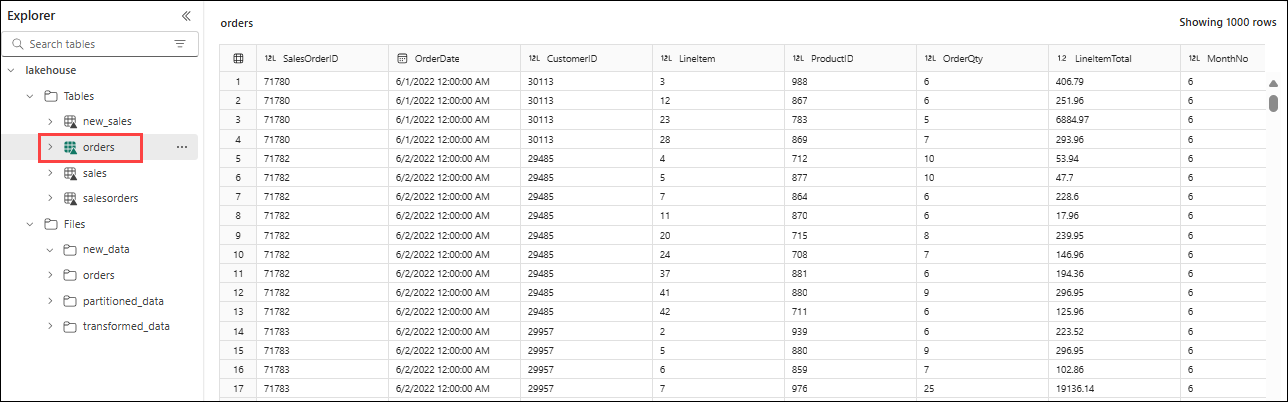 Explorer
Search tables
lakehouse
Tables
new_sales
orders
sales
salesorders
Files
new_data
orders
partitioned_data
transformed_data
orders Showing 1000 rows
12L SalesOrderID OrderDate 12L CustomerID 12L LineItem 12L ProductID 12L OrderQty 1.2 LineItemTotal 12L MonthNo
1 71780 6/1/2022 12:00:00 AM 30113 3 988 6 406.79 6
2 71780 6/1/2022 12:00:00 AM 30113 12 867 6 251.96 6
3 71780 6/1/2022 12:00:00 AM 30113 23 783 5 6884.97 6
4 71780 6/1/2022 12:00:00 AM 30113 28 869 7 293.96 6
5 71782 6/2/2022 12:00:00 AM 29485 4 712 10 53.94 6
6 71782 6/2/2022 12:00:00 AM 29485 5 877 10 47.7 6
7 71782 6/2/2022 12:00:00 AM 29485 7 864 6 228.6 6
8 71782 6/2/2022 12:00:00 AM 29485 11 870 6 17.96 6
9 71782 6/2/2022 12:00:00 AM 29485 20 715 8 239.95 6
10 71782 6/2/2022 12:00:00 AM 29485 24 708 7 146.96 6
11 71782 6/2/2022 12:00:00 AM 29485 37 881 6 194.36 6
12 71782 6/2/2022 12:00:00 AM 29485 41 880 9 296.95 6
13 71782 6/2/2022 12:00:00 AM 29485 42 711 6 125.96 6
14 71783 6/2/2022 12:00:00 AM 29957 2 939 6 223.52 6
15 71783 6/2/2022 12:00:00 AM 29957 5 880 9 296.95 6
16 71783 6/2/2022 12:00:00 AM 29957 6 859 7 102.86 6
17 71783 6/2/2022 12:00:00 AM 29957 7 976 25 19136.14 6